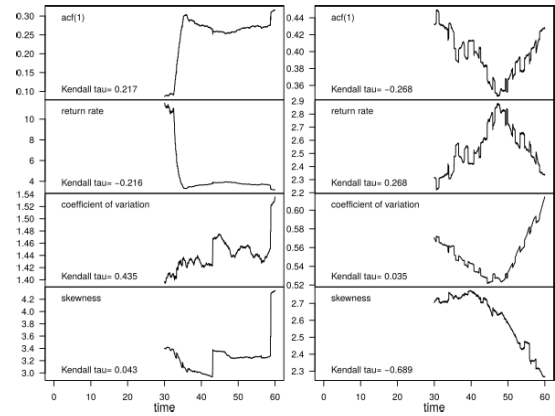 acf(1)
0.30
0.25
0.20
0.15
0.10
Kendall tau= 0.217
return rate
10
8
6
4
Kendall tau= −0.216
1.54
coefficient of variation
1.52
1.50
1.48
1.46
1.44
1.42
1.40
Kendall tau= 0.435
skewness
4.2
4.0
3.8
3.6
3.4
3.2
3.0
Kendall tau= 0.043
0 10 20 30 40 50 60
time
acf(1)
0.44
0.42
0.40
0.38
0.36
Kendall tau= −0.268
2.9
return rate
2.8
2.7
2.6
2.5
2.4
2.3
2.2
Kendall tau= 0.268
coefficient of variation
0.60
0.58
0.56
0.54
0.52
Kendall tau= 0.035
skewness
2.7
2.6
2.5
2.4
2.3
Kendall tau= −0.689
0 10 20 30 40 50 60
time